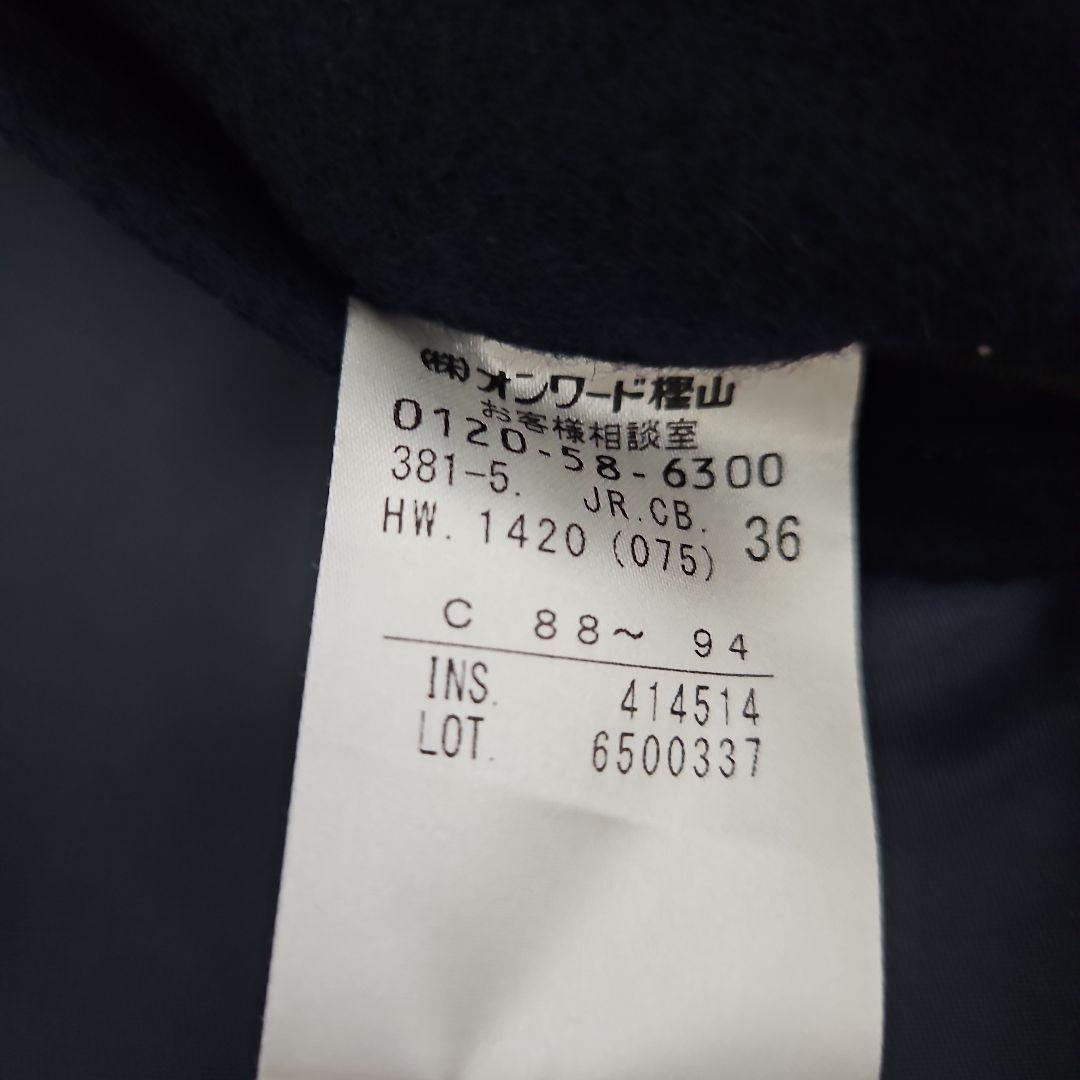 (株)オンワード樫山
お客様相談室
0120-58-6300
381-5. JR.CB.
HW. 1420 (075) 36
C 88~ 94
INS. 414514
LOT. 6500337